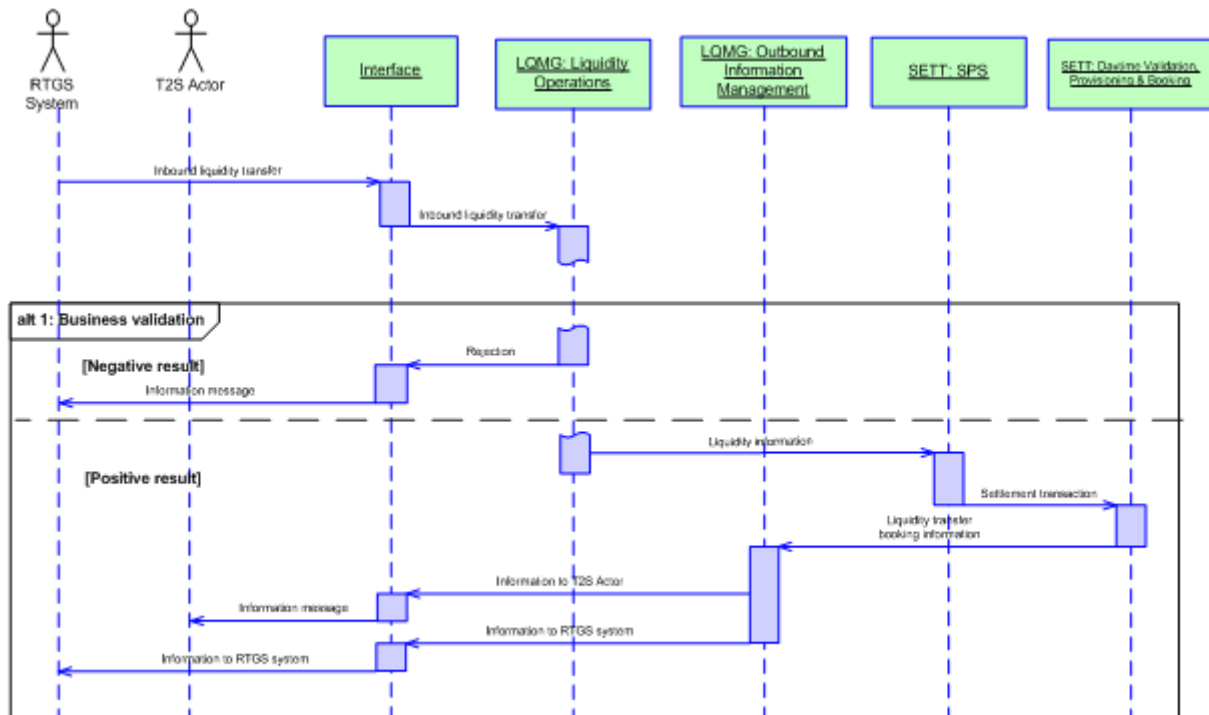 RTGS
System
T2S Actor
Interface
LQMG: Liquidity
Operations
LQMG: Outbound
Information
Management
SETT: SPS
SETT: Daytime Validation,
Provisioning & Booking
Inbound liquidity transfer
Inbound liquidity transfer
alt 1: Business validation
Rejection
[Negative result]
Information message
Liquidity information
[Positive result]
Settlement transaction
Liquidity transfer
booking information
Information to T2S Actor
Information message
Information to RTGS system
Information to RTGS system